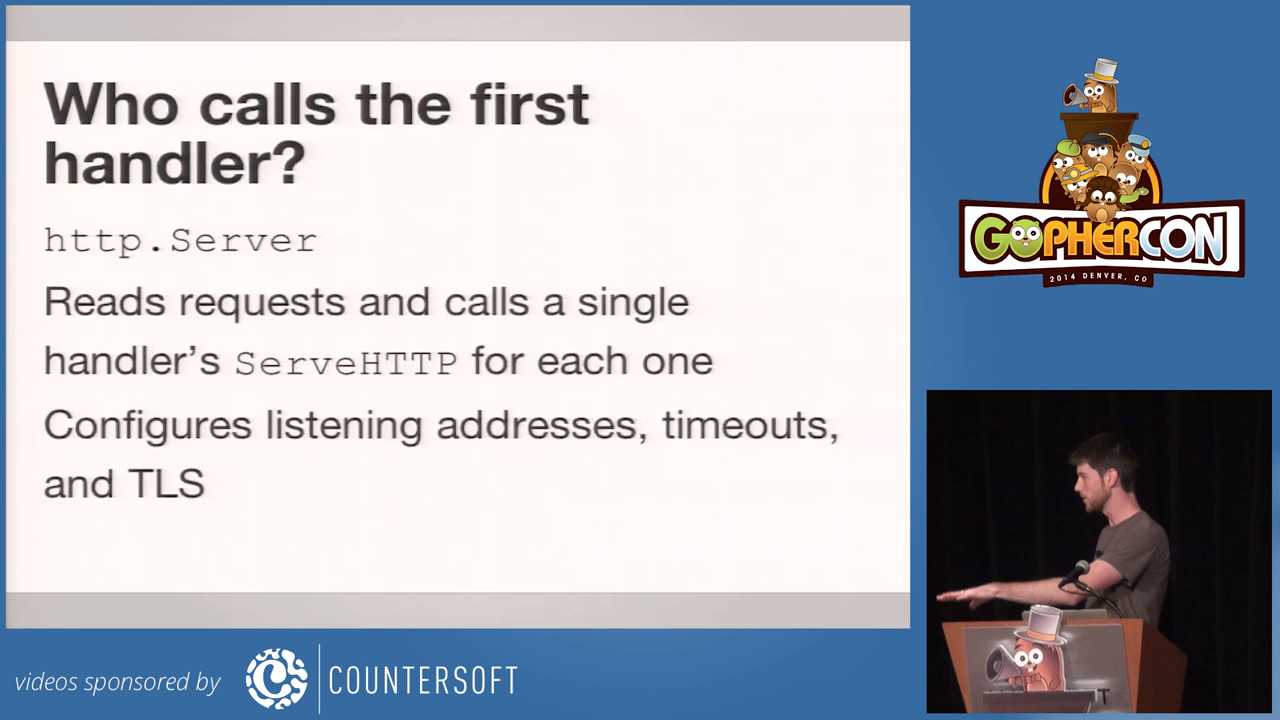 Who calls the first
handler?
http.Server
Reads requests and calls a single
handler's ServeHTTP for each one
Configures listening addresses, timeouts,
and TLS
GOPHERCON
2014 DENVER, CO
T
videos sponsored by
COUNTERSOFT